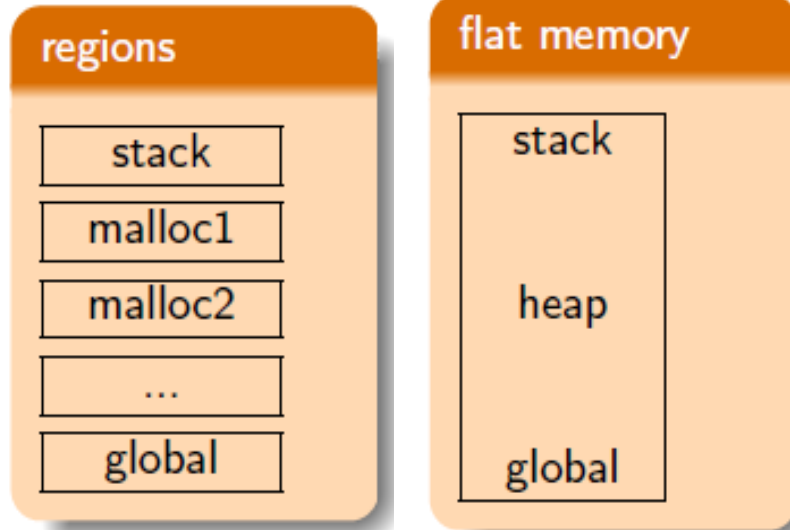 regions
stack
malloc1
malloc2
...
global
flat memory
stack
heap
global